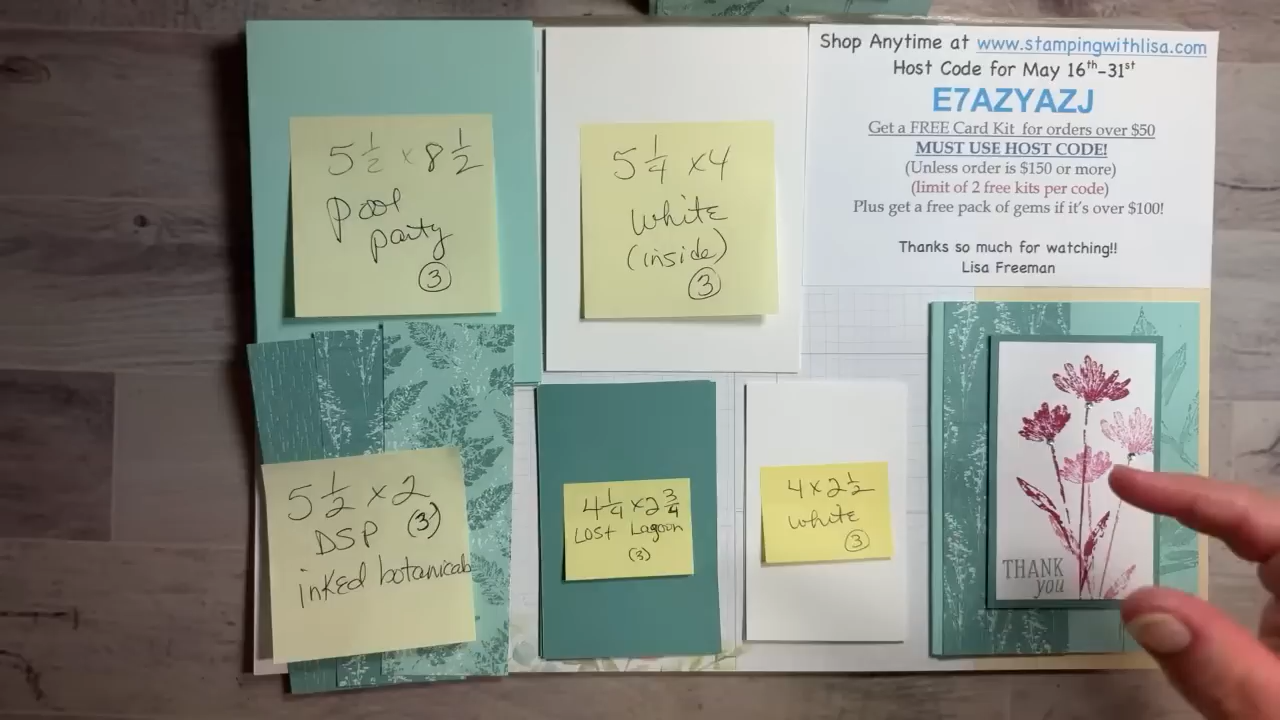 Shop Anytime at www.stampingwithlisa.com
Host Code for May 16th-31st
E7AZYAZJ
Get a FREE Card Kit for orders over $50
MUST USE HOST CODE!
(Unless order is $150 or more)
(limit of 2 free kits per code)
Plus get a free pack of gems if it's over $100!
Thanks so much for watching!!
Lisa Freeman
5 1/2 x 8 1/2
pool
party
3
5 1/4 x 4
white
(inside)
3
5 1/2 x 2
DSP (3)
inked botanicals
4 1/4 x 2 3/4
Lost Lagoon
(3)
4 x 2 1/2
white
3
THANK
you